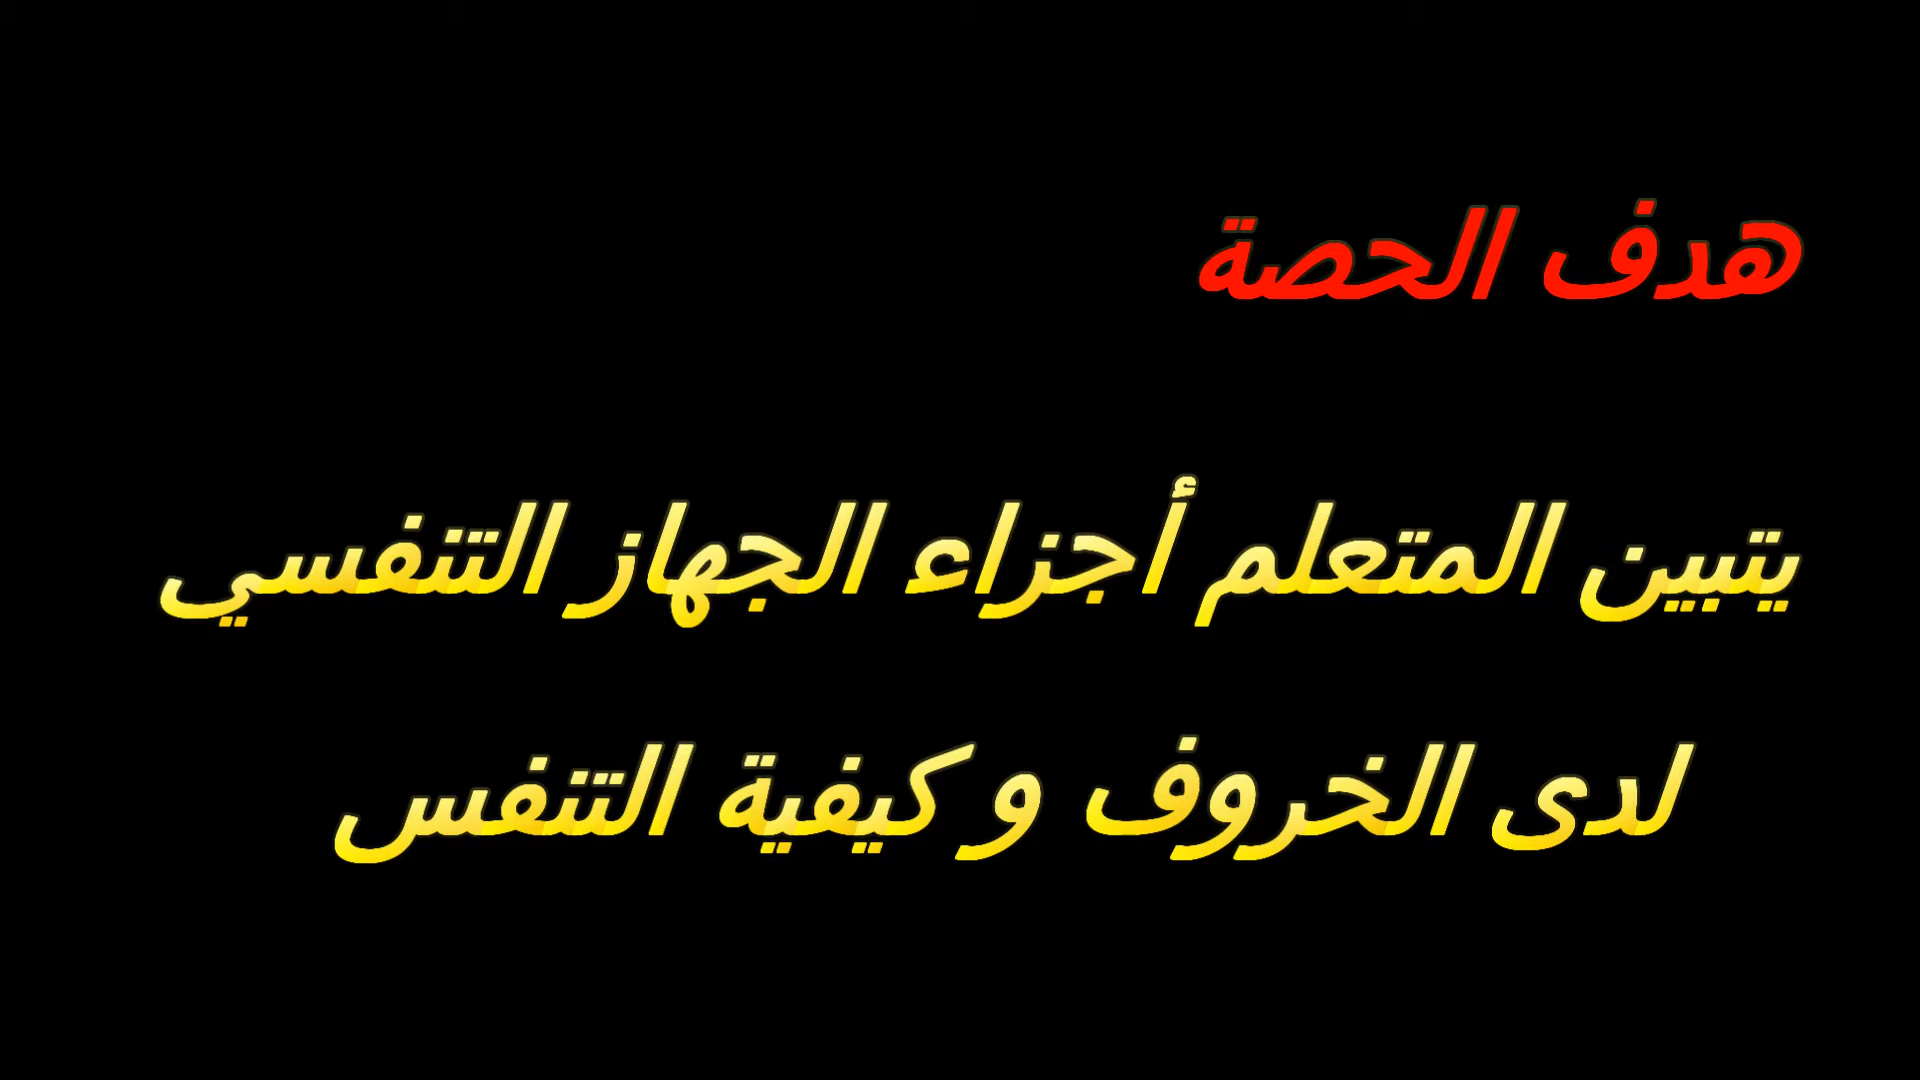 هدف الحصة
يتبين المتعلم أجزاء الجهاز التنفسي
لدى الخروف و كيفية التنفس